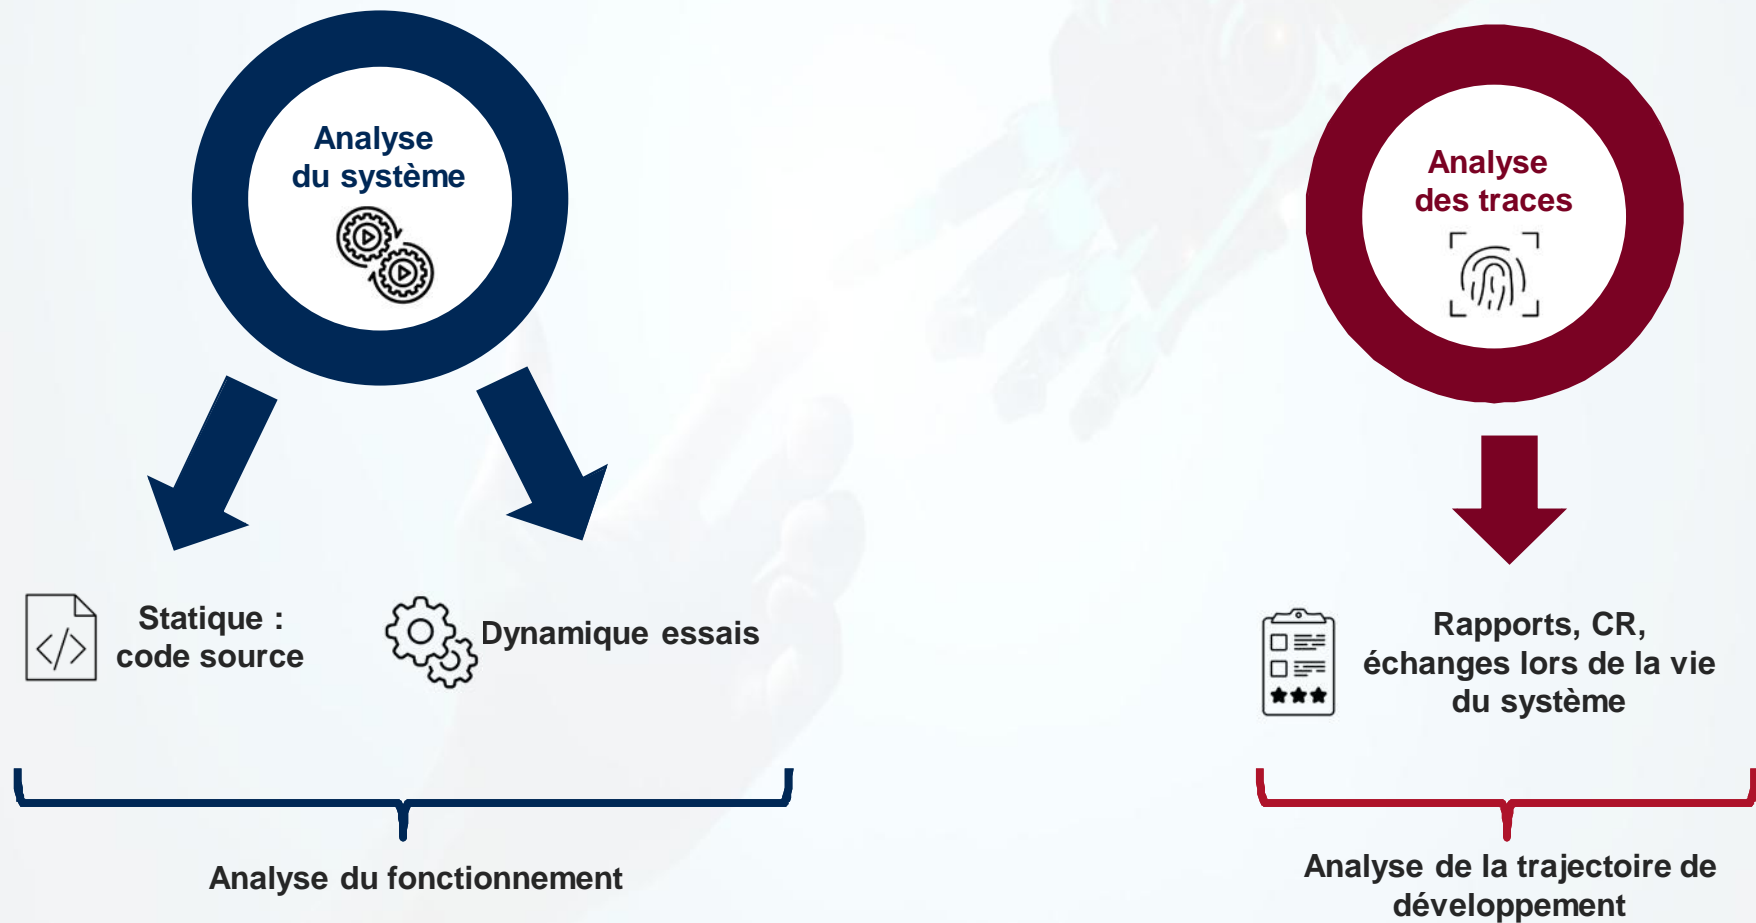 Analyse
du système
Analyse
des traces
Statique :
code source
Dynamique essais
Rapports, CR,
échanges lors de la vie
du système
Analyse du fonctionnement
Analyse de la trajectoire de
développement